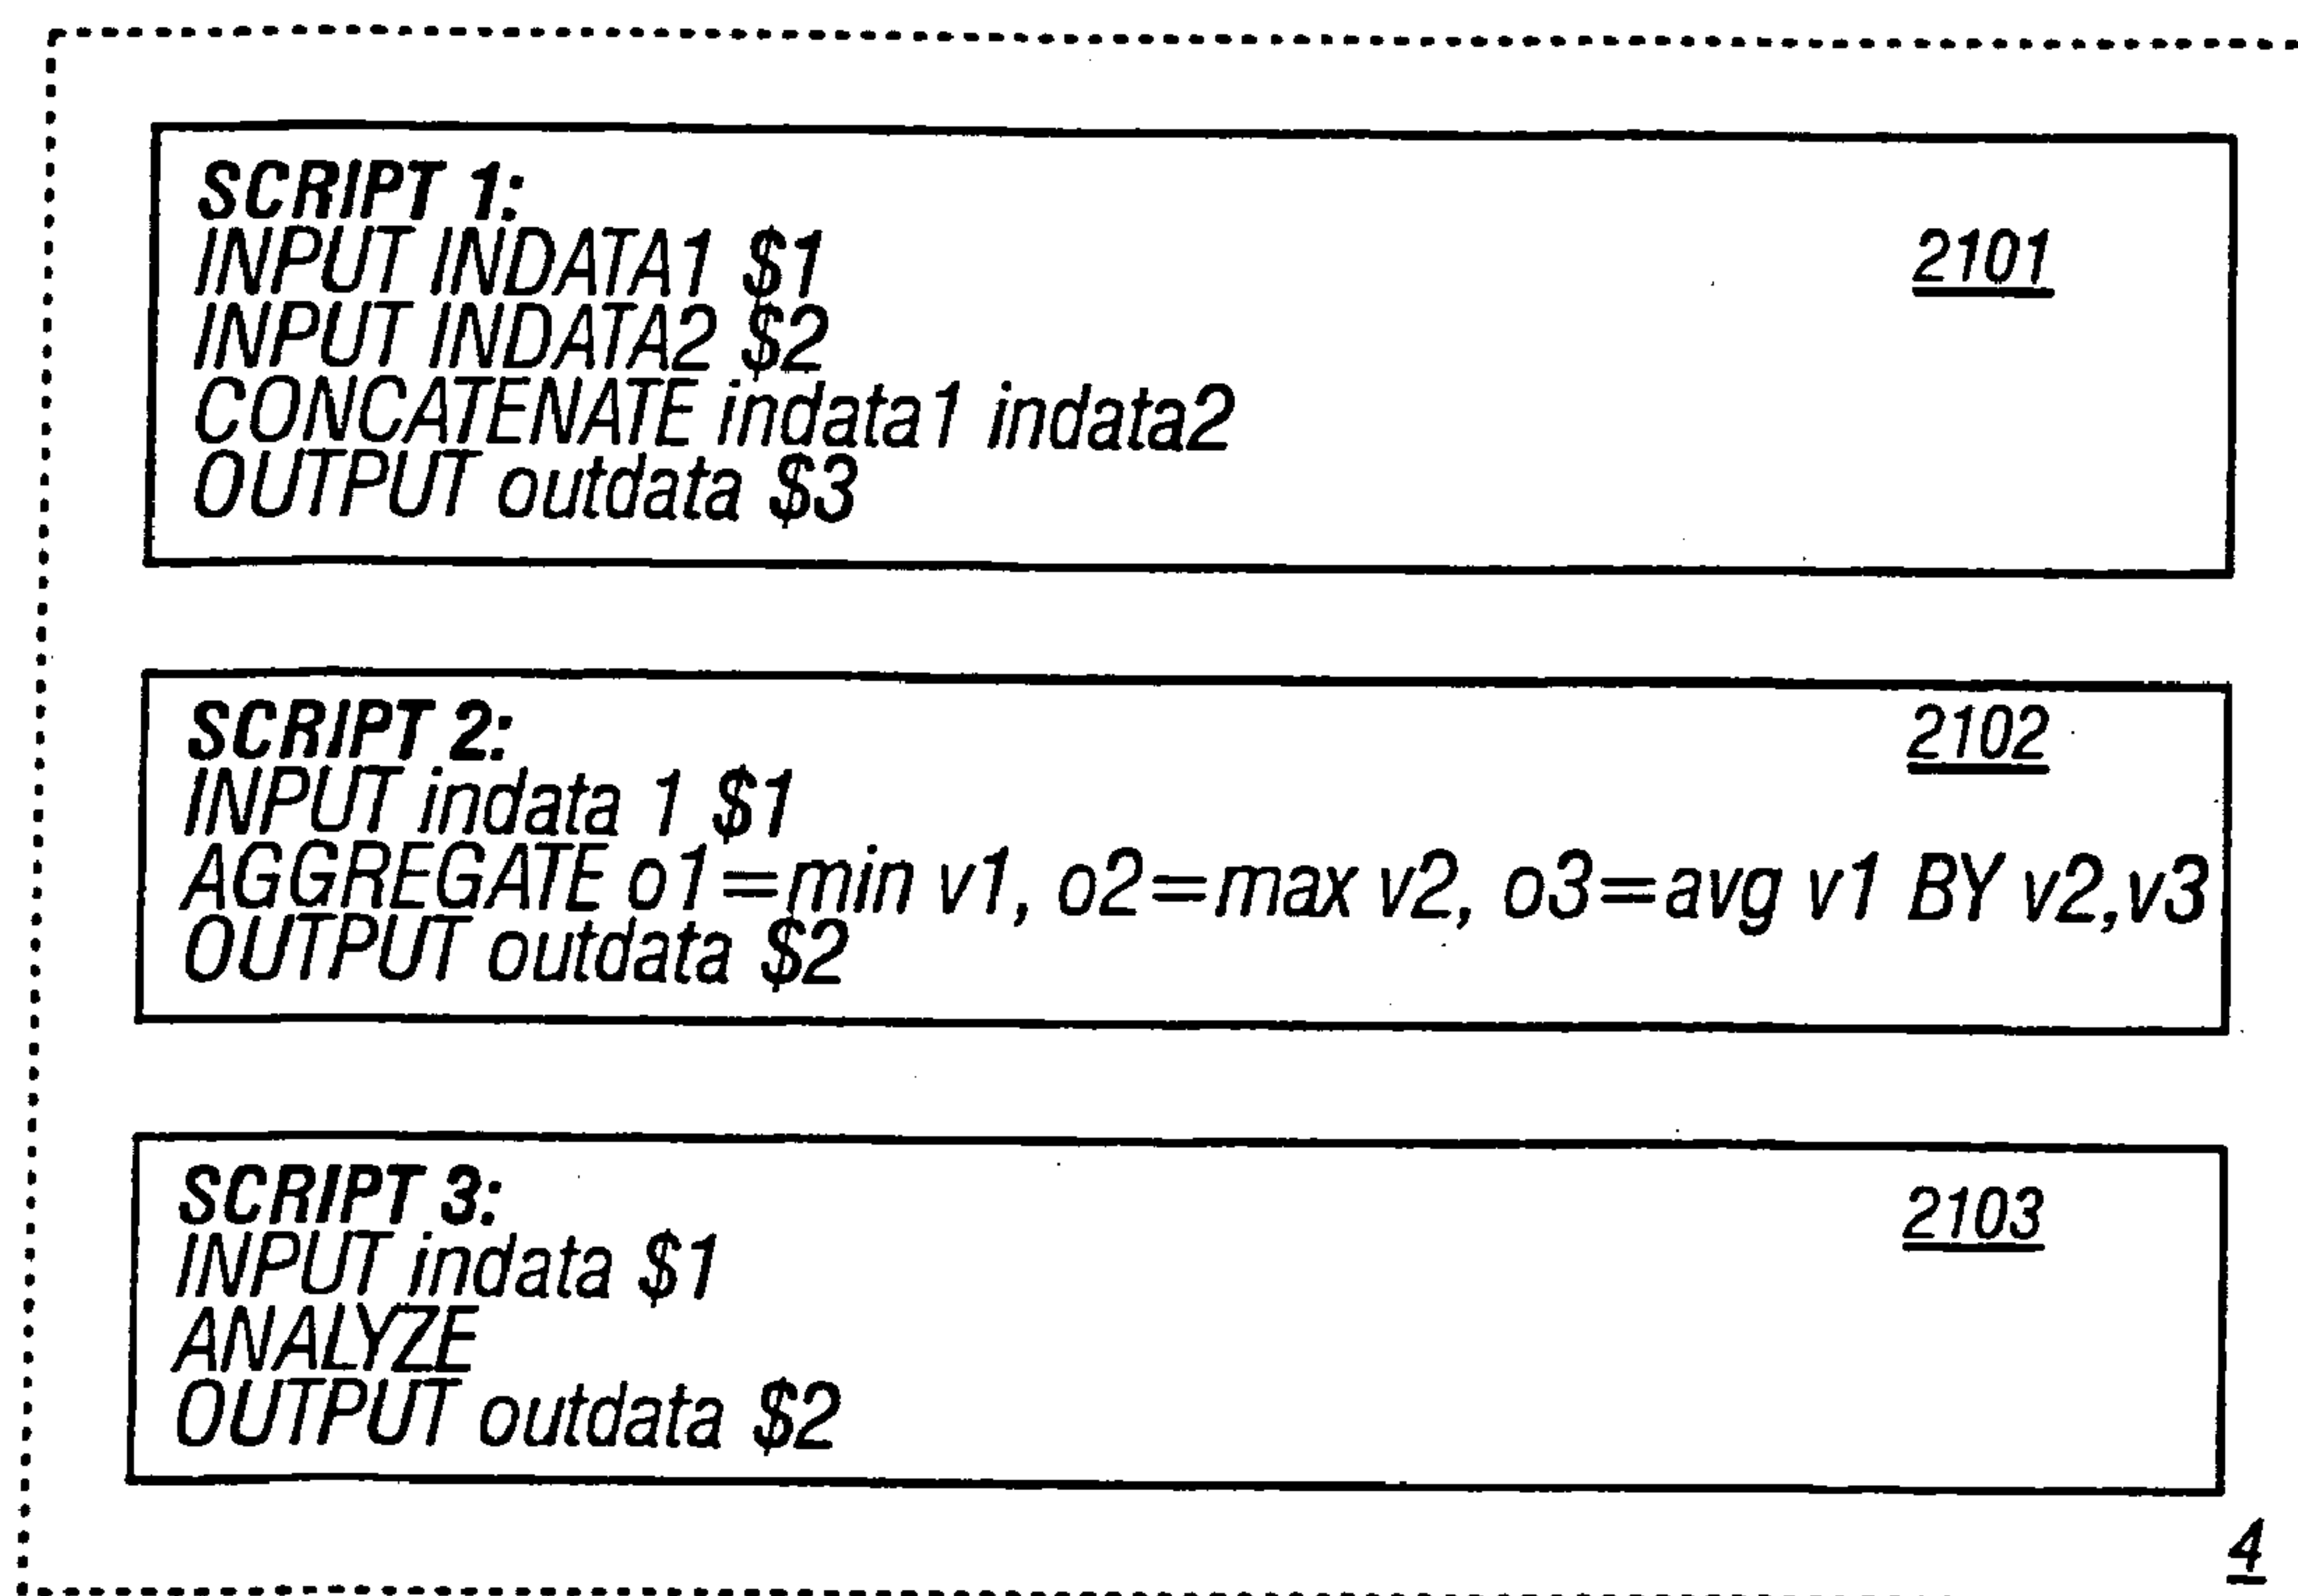 SCRIPT 1:
INPUT INDATA1 $1
2101
INPUT INDATA2 $2
CONCATENATE indata1 indata2
OUTPUT outdata $3
SCRIPT 2:
2102
INPUT indata 1 $1
AGGREGATE o1=min v1, o2=max v2, o3=avg v1 BY v2,v3
OUTPUT outdata $2
SCRIPT 3:
2103
INPUT indata $1
ANALYZE
OUTPUT outdata $2
4